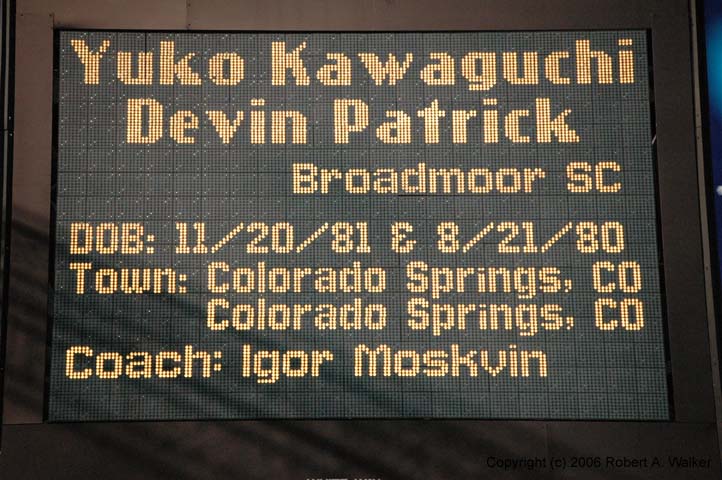 Yuko Kawaguchi
Devin Patrick
Broadmoor SC
DOB: 11/20/81 & 8/21/80
Town: Colorado Springs, CO
Colorado Springs, CO
Coach: Igor Moskvin
Copyright (c) 2006 Robert A. Walker